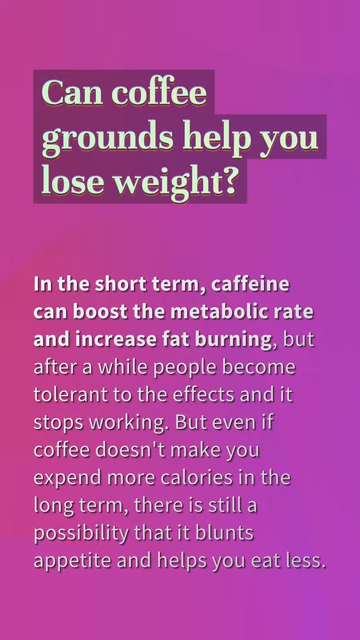 Can coffee
grounds help you
lose weight?
In the short term, caffeine
can boost the metabolic rate
and increase fat burning, but
after a while people become
tolerant to the effects and it
stops working. But even if
coffee doesn't make you
expend more calories in the
long term, there is still a
possibility that it blunts
appetite and helps you eat less.